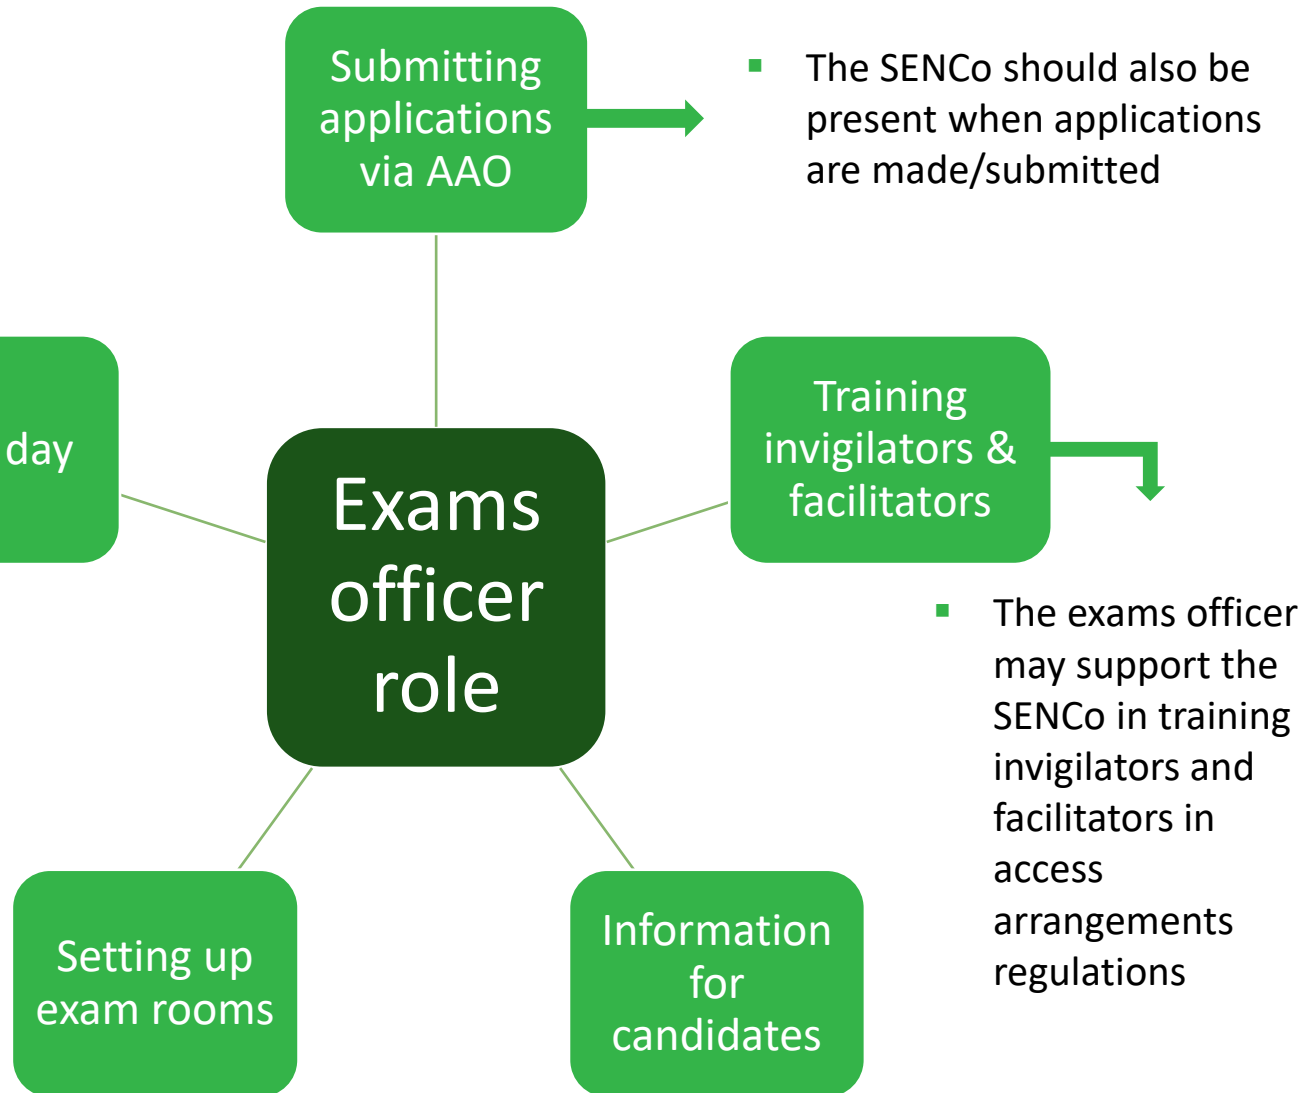 Submitting
applications
via AAO
▪ The SENCo should also be
present when applications
are made/submitted
day
Training
invigilators &
facilitators
Exams
officer
role
▪ The exams officer
may support the
SENCo in training
invigilators and
facilitators in
access
arrangements
regulations
Setting up
exam rooms
Information
for
candidates